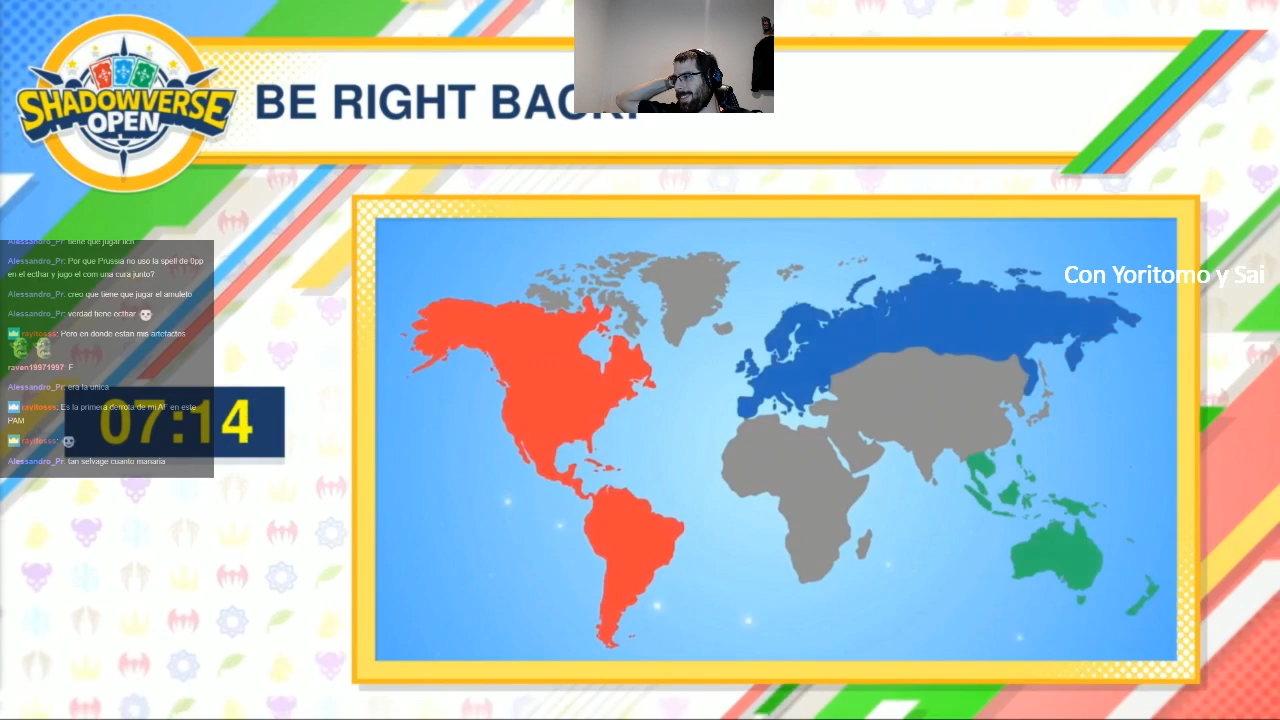 SHADOWVERSE
OPEN
BE RIGHT BACK!
Con Yoritomo y Sai
Alessandro_Pr: tiene que jugar lich
Alessandro_Pr: Por que Prussia no uso la spell de 0pp
en el ecthar y jugo el com una cura junto?
Alessandro_Pr: creo que tiene que jugar el amuleto
Alessandro_Pr: verdad tiene ecthar
rayitosss: Pero en donde estan mis artefactos
raven19971997: F
Alessandro_Pr: era la unica
rayitosss: Es la primera derrota de mi AF en este
PAM
rayitosss:
Alessandro_Pr: tan selvage cuanto manaria
07:14